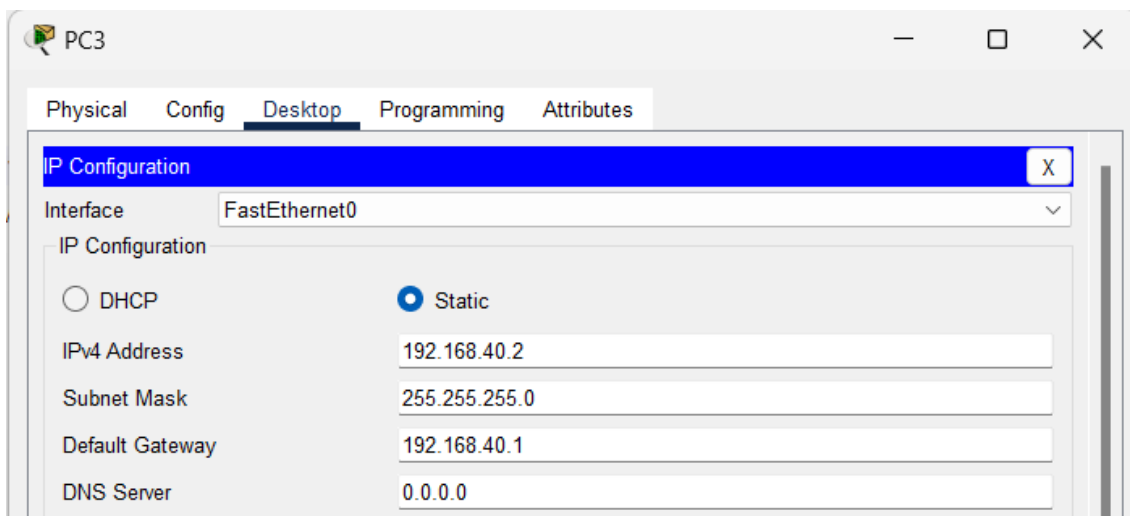 PC3
Physical Config Desktop Programming Attributes
IP Configuration X
Interface FastEthernet0
IP Configuration
DHCP Static
IPv4 Address 192.168.40.2
Subnet Mask 255.255.255.0
Default Gateway 192.168.40.1
DNS Server 0.0.0.0